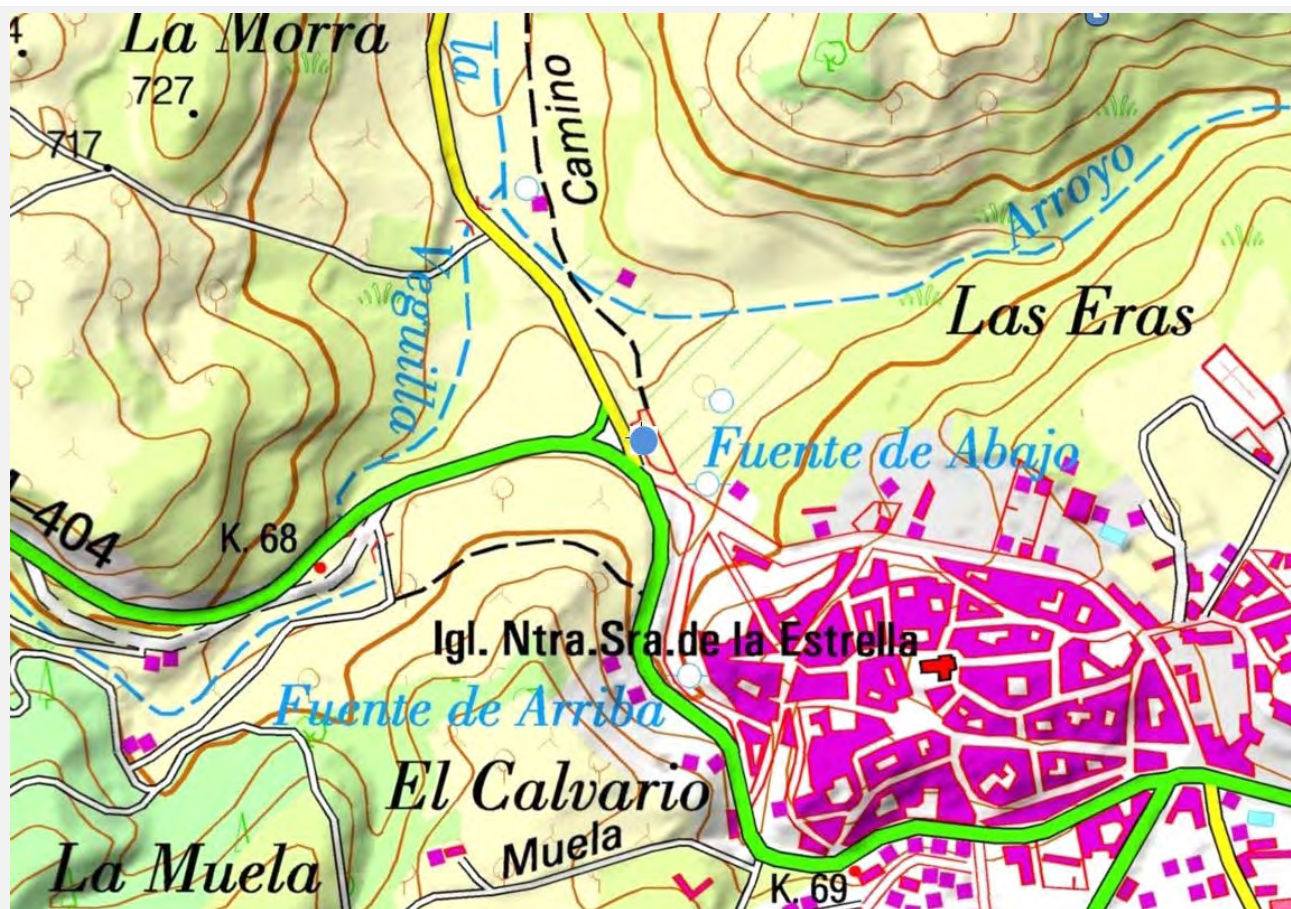 La Morra
727
717
la
Camino
Arroyo
Veguilla
Las Eras
Fuente de Abajo
-404
K. 68
Igl. Ntra.Sra.de la Estrella
Fuente de Arriba
El Calvario
Muela
La Muela
K. 69